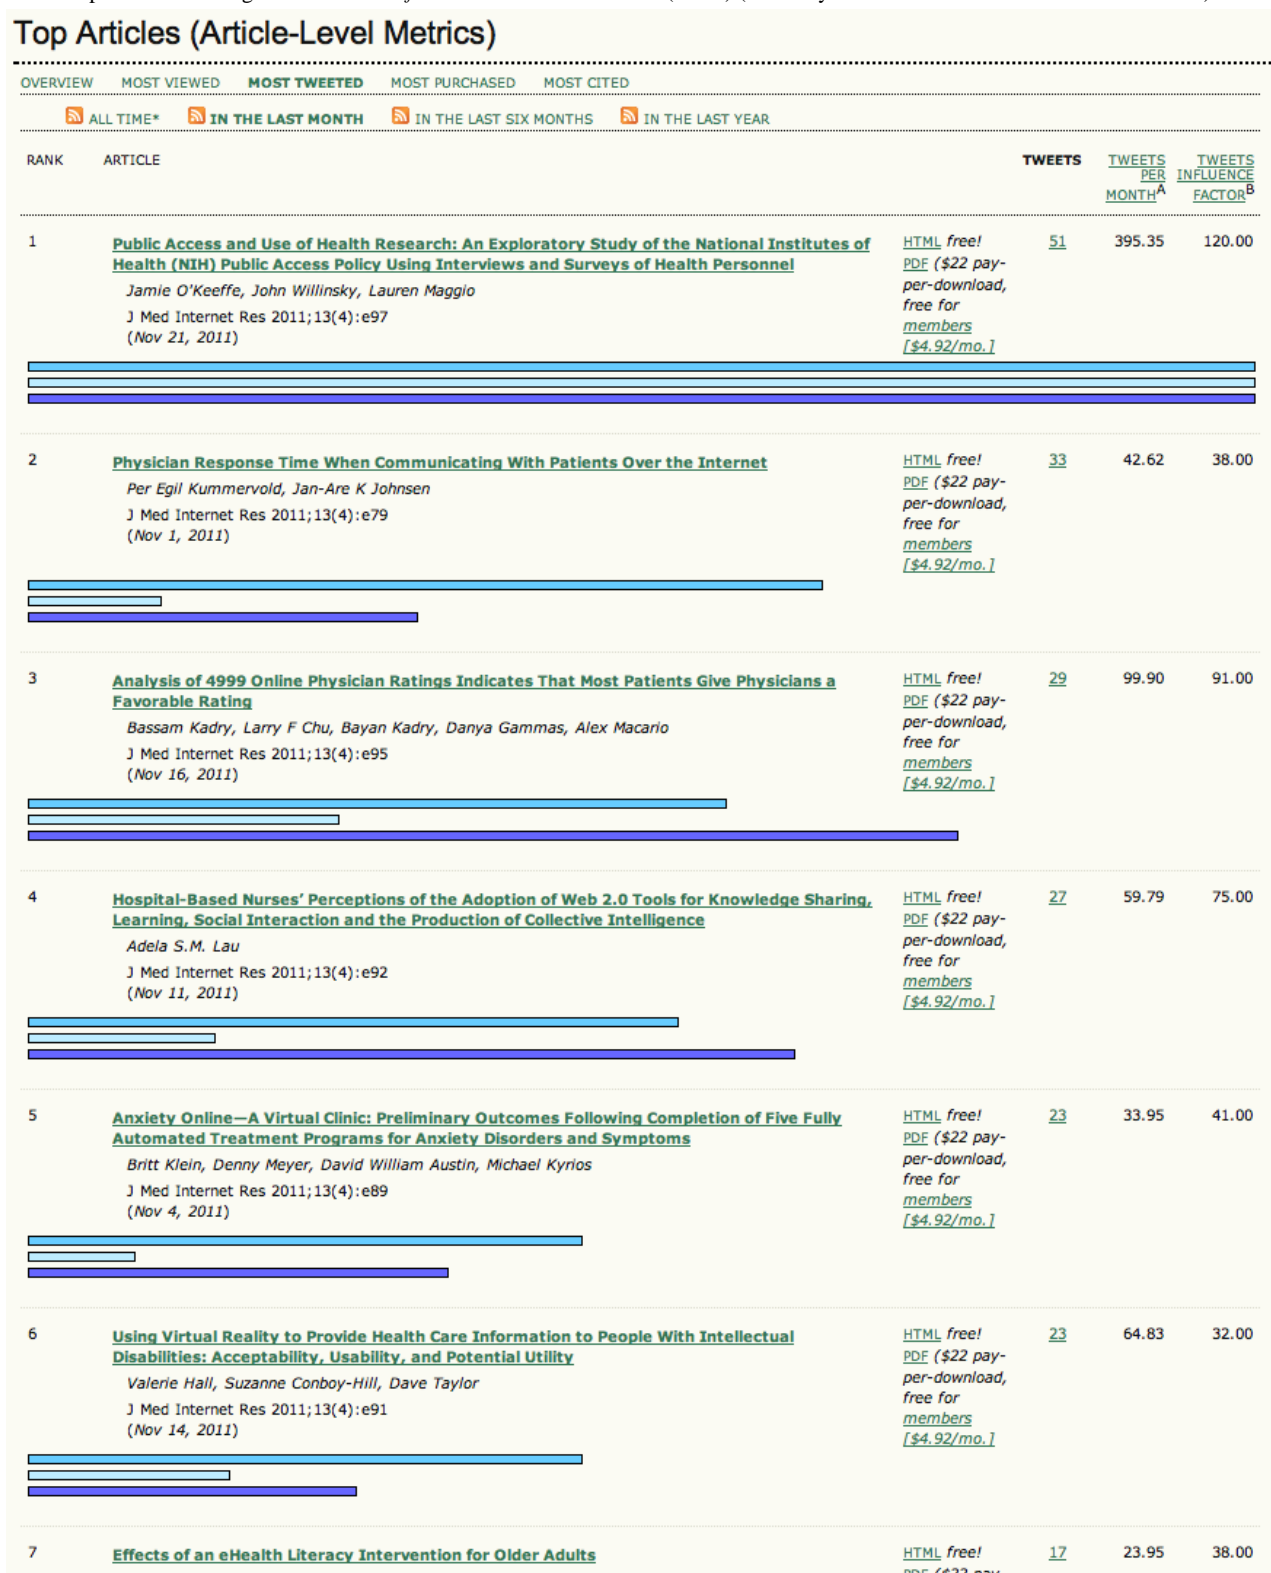 Top Articles (Article-Level Metrics)
OVERVIEW MOST VIEWED MOST TWEETED MOST PURCHASED MOST CITED
ALL TIME* IN THE LAST MONTH IN THE LAST SIX MONTHS IN THE LAST YEAR
RANK ARTICLE TWEETS TWEETS PER MONTHA TWEETS INFLUENCE FACTORB
1 Public Access and Use of Health Research: An Exploratory Study of the National Institutes of HTML free! 51 395.35 120.00
Health (NIH) Public Access Policy Using Interviews and Surveys of Health Personnel PDF ($22 pay-
Jamie O'Keeffe, John Willinsky, Lauren Maggio per-download,
J Med Internet Res 2011;13(4):e97 free for
(Nov 21, 2011) members
[$4.92/mo.]
2 Physician Response Time When Communicating With Patients Over the Internet HTML free! 33 42.62 38.00
PDF ($22 pay-
Per Egil Kummervold, Jan-Are K Johnsen per-download,
J Med Internet Res 2011;13(4):e79 free for
(Nov 1, 2011) members
[$4.92/mo.]
3 Analysis of 4999 Online Physician Ratings Indicates That Most Patients Give Physicians a HTML free! 29 99.90 91.00
Favorable Rating PDF ($22 pay-
Bassam Kadry, Larry F Chu, Bayan Kadry, Danya Gammas, Alex Macario per-download,
J Med Internet Res 2011;13(4):e95 free for
(Nov 16, 2011) members
[$4.92/mo.]
4 Hospital-Based Nurses’ Perceptions of the Adoption of Web 2.0 Tools for Knowledge Sharing, HTML free! 27 59.79 75.00
Learning, Social Interaction and the Production of Collective Intelligence PDF ($22 pay-
Adela S.M. Lau per-download,
J Med Internet Res 2011;13(4):e92 free for
(Nov 11, 2011) members
[$4.92/mo.]
5 Anxiety Online—A Virtual Clinic: Preliminary Outcomes Following Completion of Five Fully HTML free! 23 33.95 41.00
Automated Treatment Programs for Anxiety Disorders and Symptoms PDF ($22 pay-
Britt Klein, Denny Meyer, David William Austin, Michael Kyrios per-download,
J Med Internet Res 2011;13(4):e89 free for
(Nov 4, 2011) members
[$4.92/mo.]
6 Using Virtual Reality to Provide Health Care Information to People With Intellectual HTML free! 23 64.83 32.00
Disabilities: Acceptability, Usability, and Potential Utility PDF ($22 pay-
Valerie Hall, Suzanne Conboy-Hill, Dave Taylor per-download,
J Med Internet Res 2011;13(4):e91 free for
(Nov 14, 2011) members
[$4.92/mo.]
7 Effects of an eHealth Literacy Intervention for Older Adults HTML free! 17 23.95 38.00